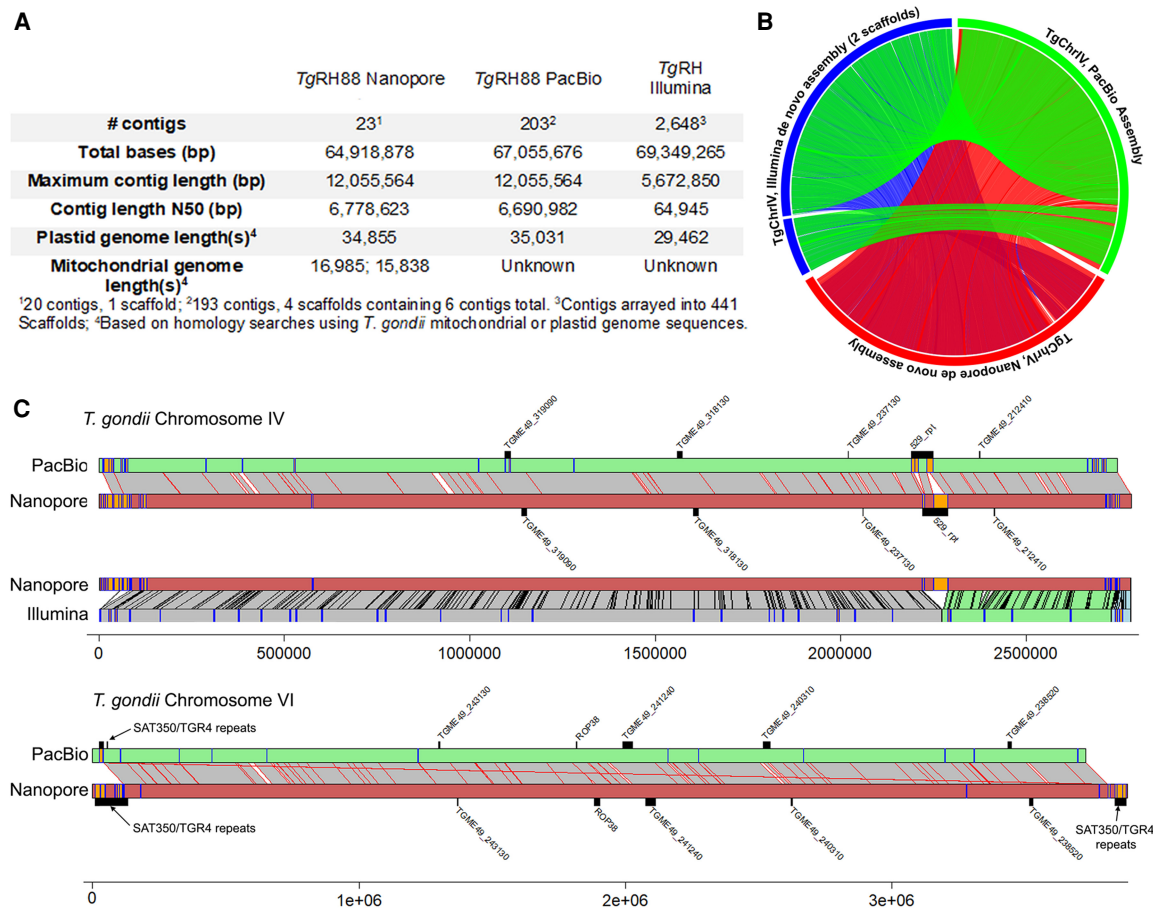 A
TgRH88 Nanopore TgRH88 PacBio TgRH
Illumina
# contigs 23¹ 203² 2,648³
Total bases (bp) 64,918,878 67,055,676 69,349,265
Maximum contig length (bp) 12,055,564 12,055,564 5,672,850
Contig length N50 (bp) 6,778,623 6,690,982 64,945
Plastid genome length(s)⁴ 34,855 35,031 29,462
Mitochondrial genome
length(s)⁴ 16,985; 15,838 Unknown Unknown
¹20 contigs, 1 scaffold; ²193 contigs, 4 scaffolds containing 6 contigs total. ³Contigs arrayed into 441
Scaffolds; ⁴Based on homology searches using T. gondii mitochondrial or plastid genome sequences.
B
TgChrIV, Illumina de novo assembly (2 scaffolds)
TgChrIV, PacBio Assembly
TgChrIV, Nanopore de novo assembly
C
T. gondii Chromosome IV
TGME49_319090 TGME49_318130 TGME49_237130 529_rpt TGME49_212410
PacBio
Nanopore
TGME49_319090 TGME49_318130 TGME49_237130 529_rpt TGME49_212410
Nanopore
Illumina
0 500000 1000000 1500000 2000000 2500000
T. gondii Chromosome VI
SAT350/TGR4 repeats
TGME49_243130 ROP38 TGME49_241240 TGME49_240310 TGME49_238520
PacBio
Nanopore
SAT350/TGR4 repeats
TGME49_243130 ROP38 TGME49_241240 TGME49_240310 TGME49_238520
SAT350/TGR4
repeats
0 1e+06 2e+06 3e+06